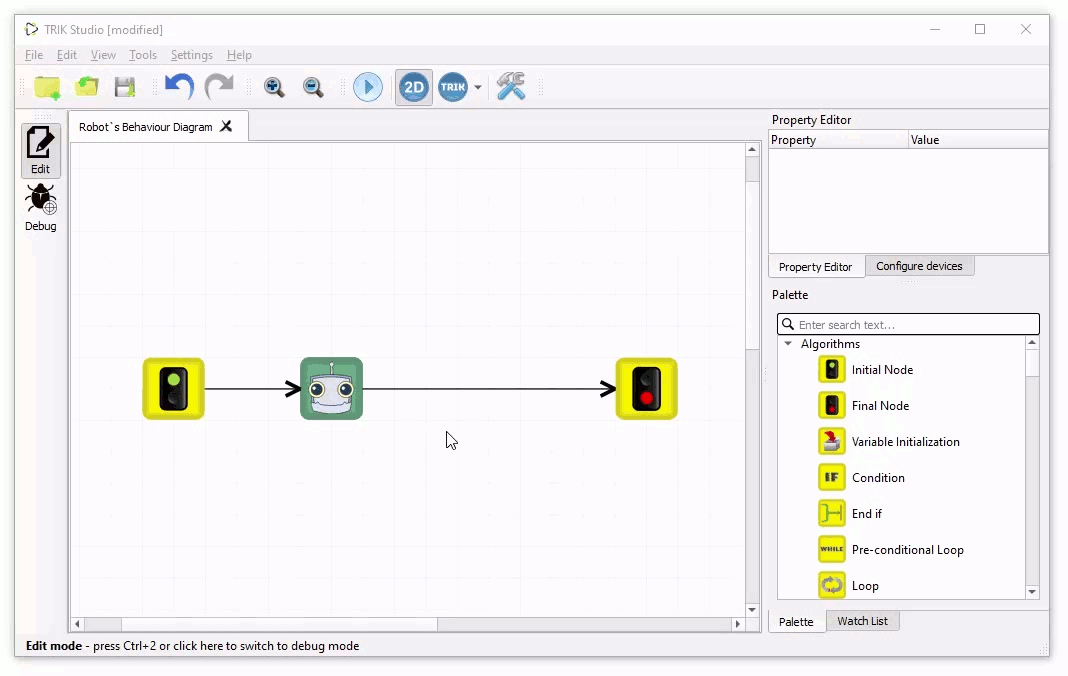 TRIK Studio [modified]
File Edit View Tools Settings Help
2D TRIK
Robot`s Behaviour Diagram
Edit
Debug
Property Editor
Property Value
Property Editor Configure devices
Palette
Enter search text...
Algorithms
Initial Node
Final Node
Variable Initialization
IF Condition
End if
WHILE Pre-conditional Loop
Loop
Palette Watch List
Edit mode - press Ctrl+2 or click here to switch to debug mode